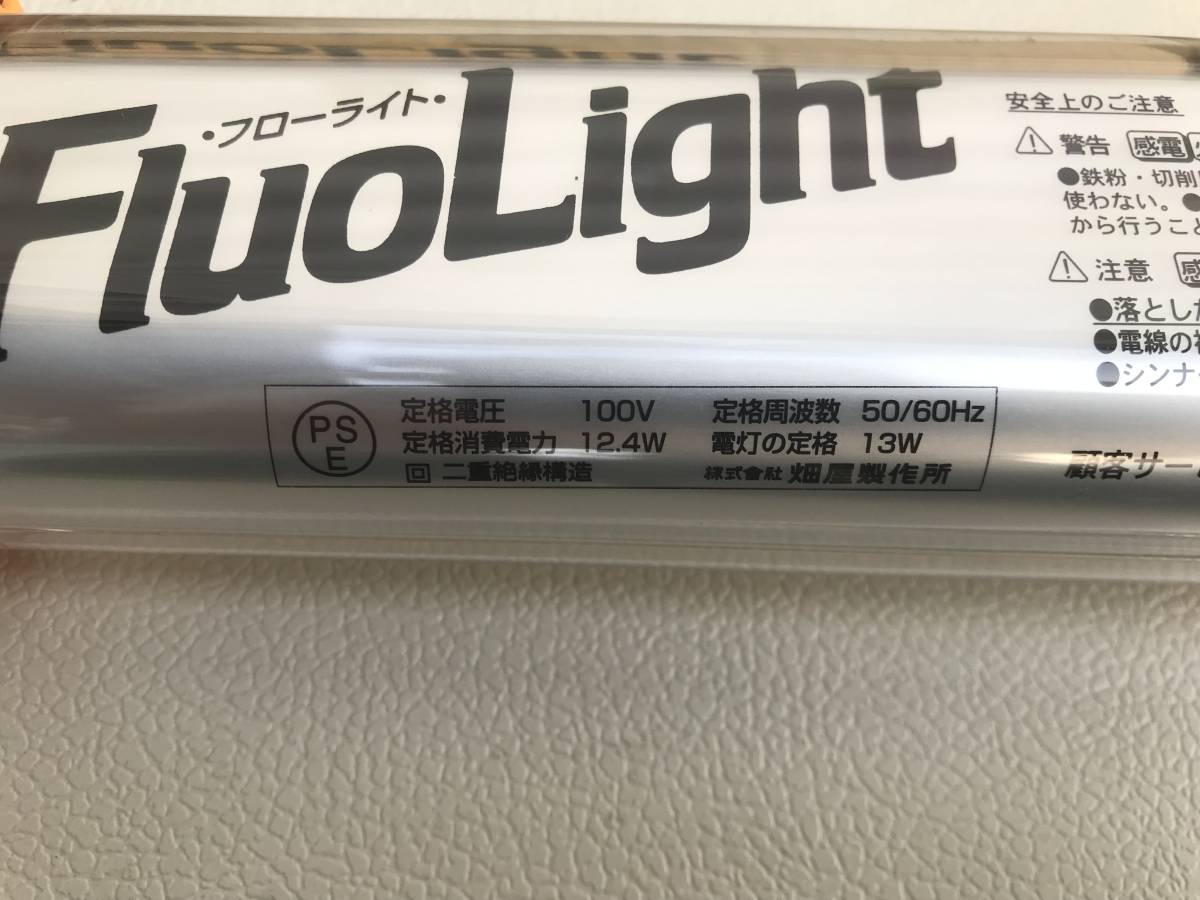 ・フローライト・
FluoLight
安全上のご注意
警告 感電
●鉄粉・切削
使わない。●
から行うこと
注意 感
●落とした
●電線の
●シンナー
PSE 定格電圧 100V 定格周波数 50/60Hz
定格消費電力 12.4W 電灯の定格 13W
回 二重絶縁構造 株式會社 畑屋製作所
顧客サー